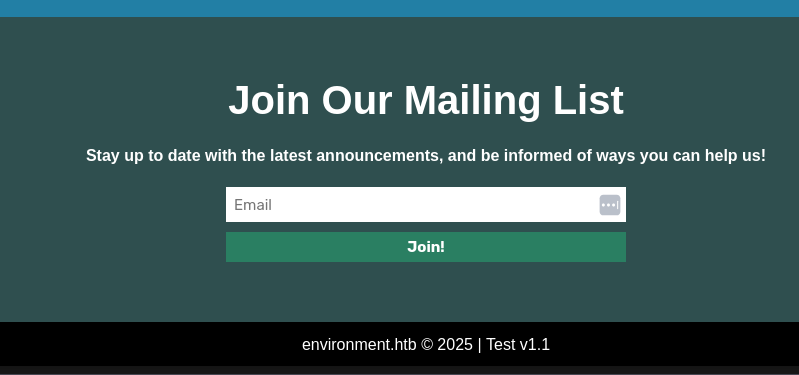 Join Our Mailing List
Stay up to date with the latest announcements, and be informed of ways you can help us!
Email
Join!
environment.htb © 2025 | Test v1.1